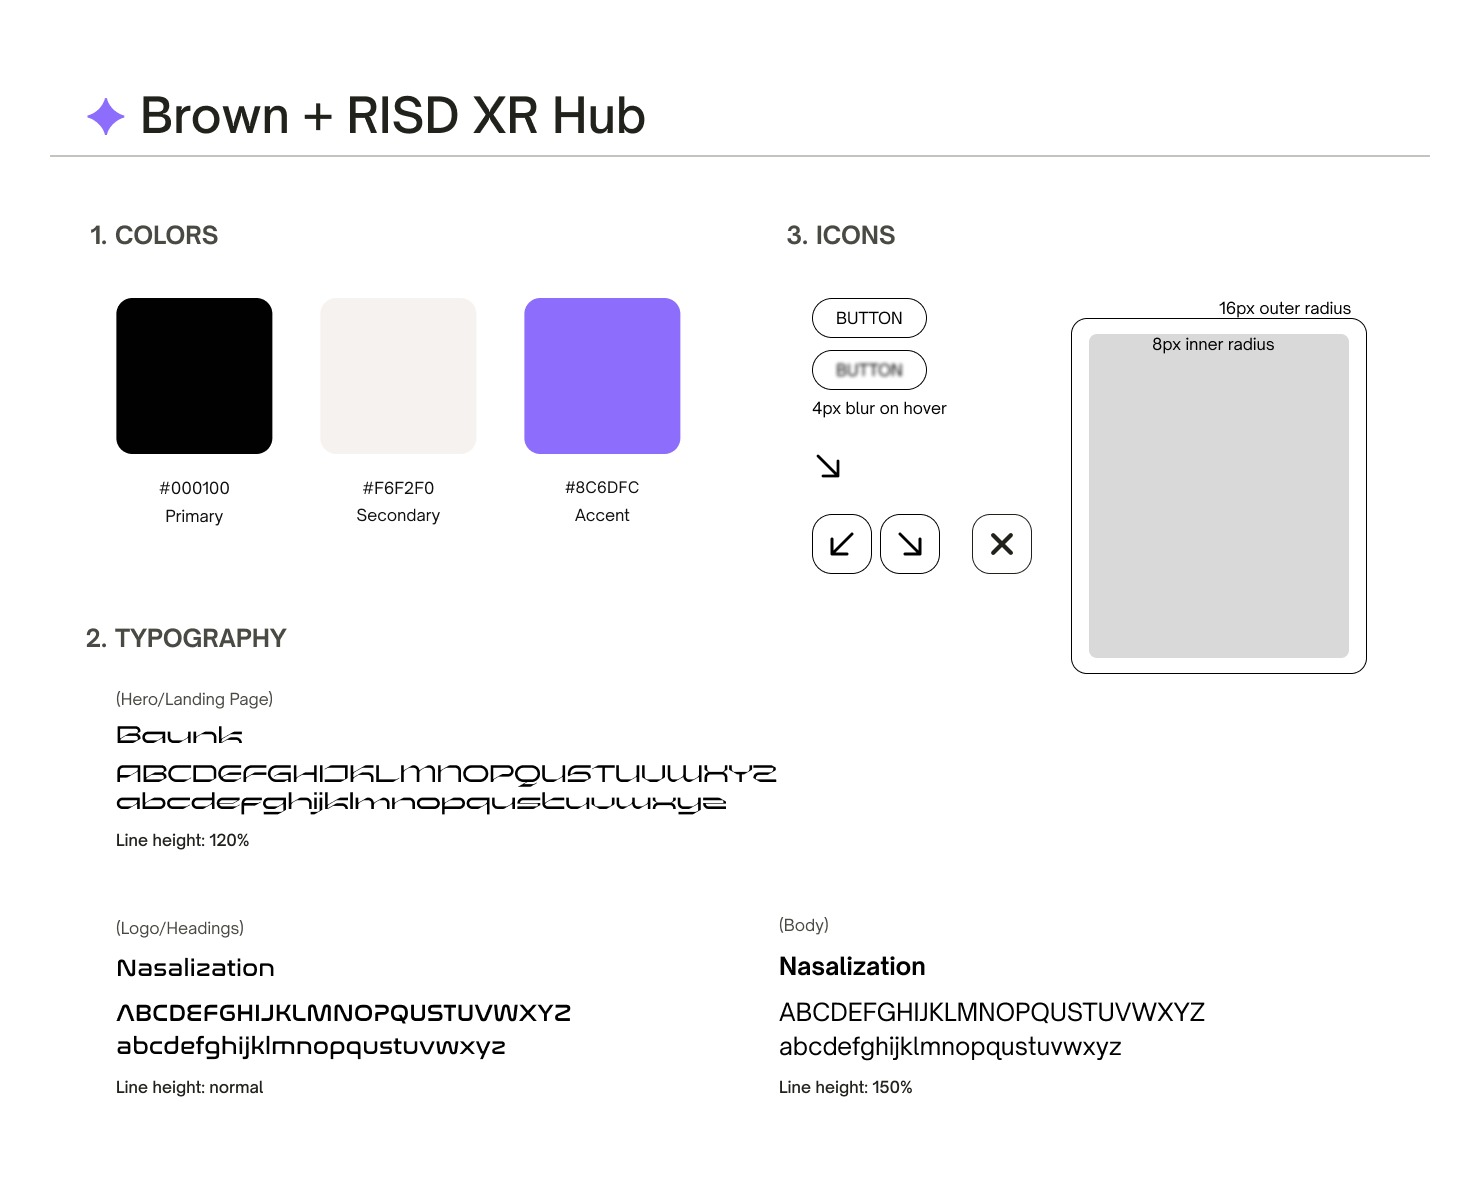 Brown + RISD XR Hub
1. COLORS
#000100
Primary
#F6F2F0
Secondary
#8C6DFC
Accent
2. TYPOGRAPHY
(Hero/Landing Page)
Baunk
ABCDEFGHIJKLMNOPQUSTUVWXYZ
abcdefghijklmnopqustuvwxyz
Line height: 120%
(Logo/Headings)
Nasalization
ABCDEFGHIJKLMNOPQUSTUVWXYZ
abcdefghijklmnopqustuvwxyz
Line height: normal
(Body)
Nasalization
ABCDEFGHIJKLMNOPQUSTUVWXYZ
abcdefghijklmnopqustuvwxyz
Line height: 150%
3. ICONS
BUTTON
BUTTON
4px blur on hover
16px outer radius
8px inner radius